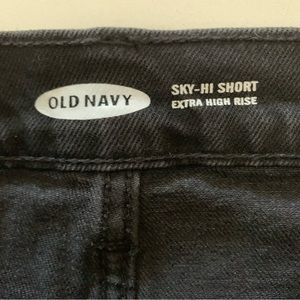 OLD NAVY
SKY-HI SHORT
EXTRA HIGH RISE